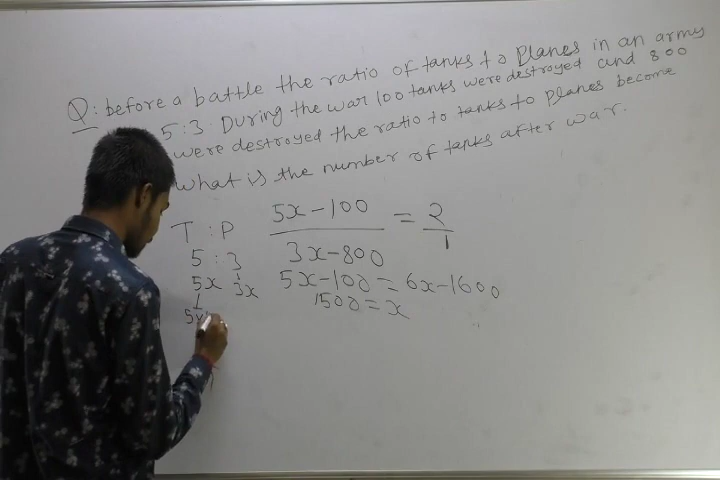 Q: before a battle the ratio of tanks to Planes in an army
5:3. During the war 100 tanks were destroyed and 800
were destroyed the ratio to tanks to planes become
what is the number of tanks after war.
T : P
5 : 3
5x 3x
5x
5x-100 / 3x-800 = 2/1
5x-100 = 6x-1600
1500 = x